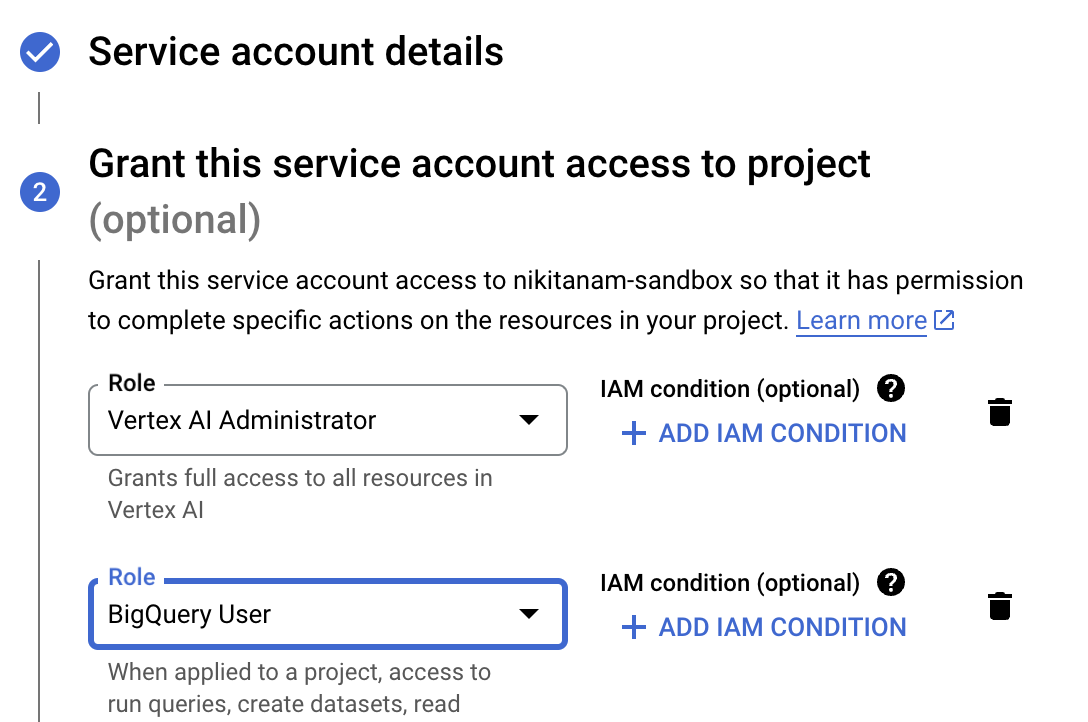 Service account details
2
Grant this service account access to project
(optional)
Grant this service account access to nikitanam-sandbox so that it has permission
to complete specific actions on the resources in your project. Learn more
Role
Vertex AI Administrator
IAM condition (optional) ?
+ ADD IAM CONDITION
Grants full access to all resources in
Vertex AI
Role
BigQuery User
IAM condition (optional) ?
+ ADD IAM CONDITION
When applied to a project, access to
run queries, create datasets, read